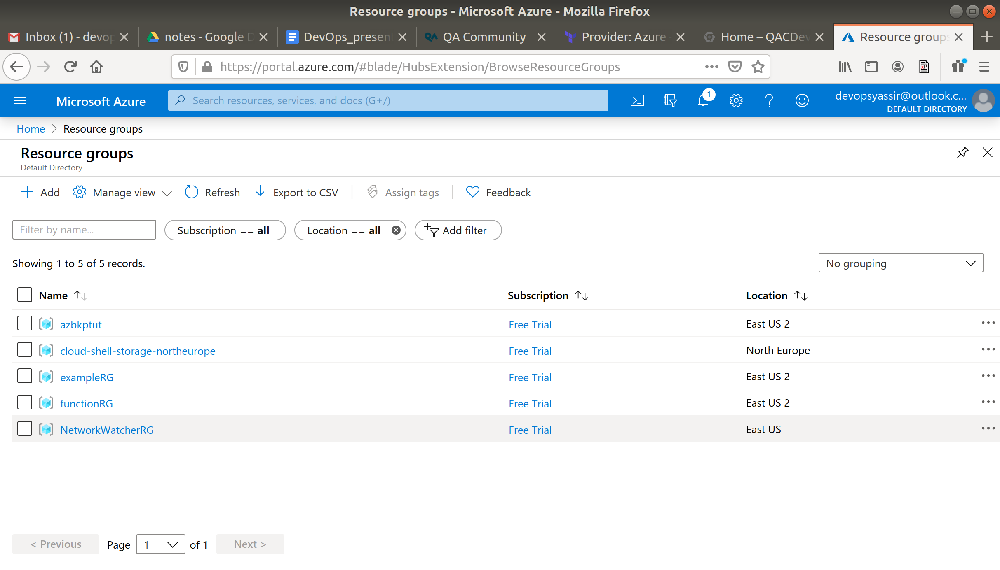 Resource groups - Microsoft Azure - Mozilla Firefox
Inbox (1) - devop
notes - Google D
DevOps_present
QA Community
Provider: Azure -
Home – QACDev
Resource groups
https://portal.azure.com/#blade/HubsExtension/BrowseResourceGroups
Microsoft Azure
Search resources, services, and docs (G+/)
1
devopsyassir@outlook.c...
DEFAULT DIRECTORY
Home > Resource groups
Resource groups
Default Directory
Add
Manage view
Refresh
Export to CSV
Assign tags
Feedback
Filter by name...
Subscription == all
Location == all
Add filter
Showing 1 to 5 of 5 records.
No grouping
Name Subscription Location
azbkptut Free Trial East US 2
cloud-shell-storage-northeurope Free Trial North Europe
exampleRG Free Trial East US 2
functionRG Free Trial East US 2
NetworkWatcherRG Free Trial East US
< Previous Page 1 of 1 Next >